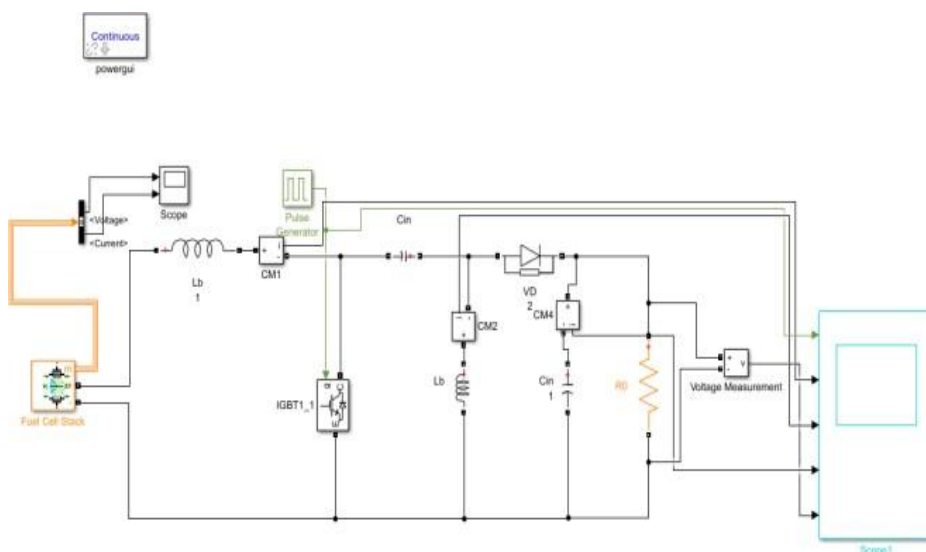 Continuous
powergui
<Voltage>
<Current>
Scope
Pulse
Generator
Cin
Lb
1
CM1
VD
2
CM2
CM4
Lb
Cin
1
IGBT1_1
g
C
E
R0
+
-
v
Voltage Measurement
m
Fuel Cell Stack
Scope1